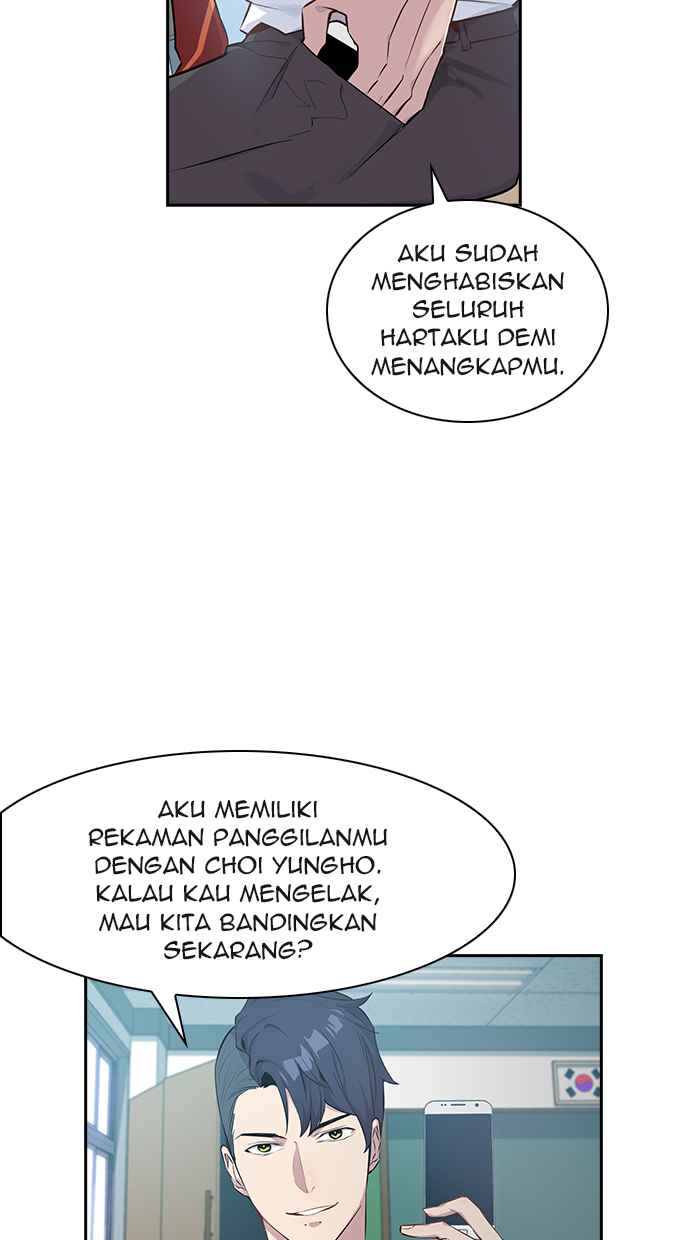 AKU SUDAH
MENGHABISKAN
SELURUH
HARTAKU DEMI
MENANGKAPMU.
AKU MEMILIKI
REKAMAN PANGGILANMU
DENGAN CHOI YUNGHO.
KALAU KAU MENGELAK,
MAU KITA BANDINGKAN
SEKARANG?